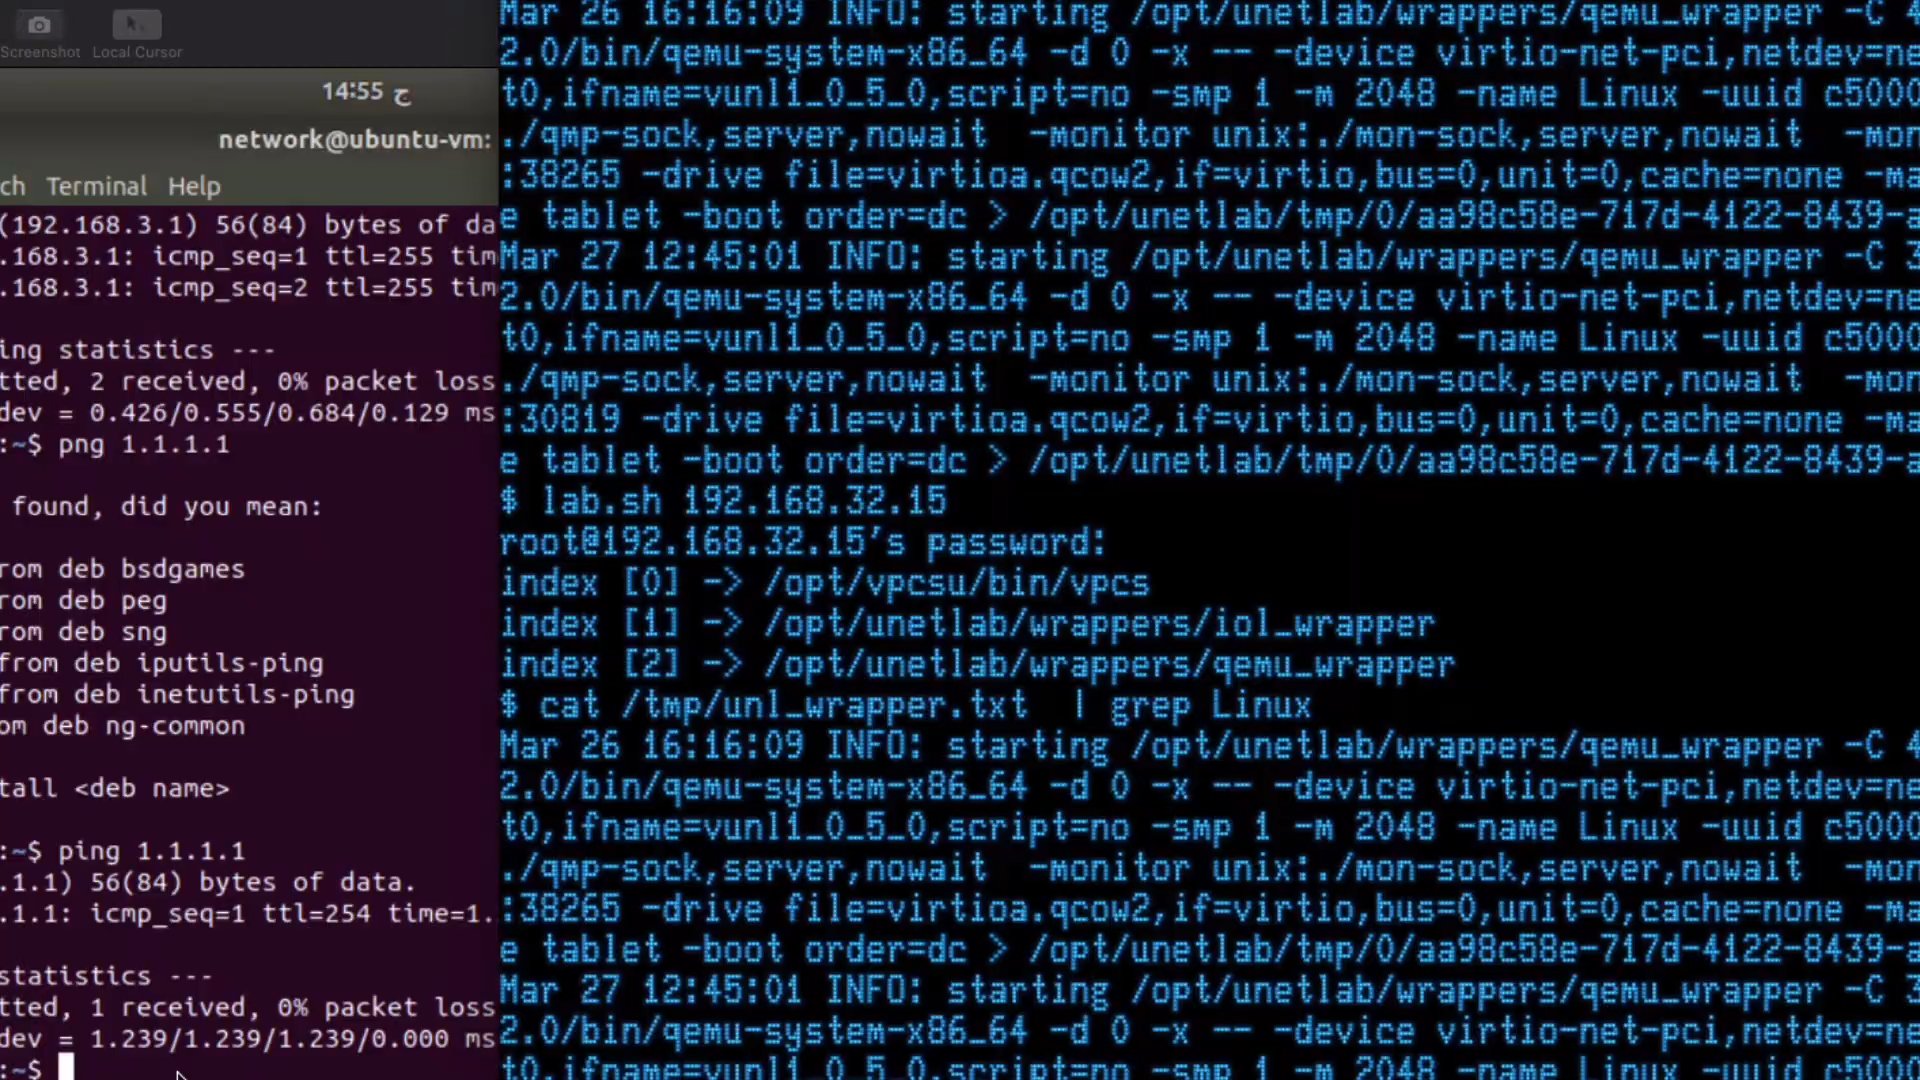 Screenshot Local Cursor
14:55 ح
network@ubuntu-vm:
ch Terminal Help
(192.168.3.1) 56(84) bytes of da
.168.3.1: icmp_seq=1 ttl=255 tim
.168.3.1: icmp_seq=2 ttl=255 tim
ing statistics ---
tted, 2 received, 0% packet loss
dev = 0.426/0.555/0.684/0.129 ms
:~$ png 1.1.1.1
found, did you mean:
rom deb bsdgames
rom deb peg
rom deb sng
from deb iputils-ping
from deb inetutils-ping
om deb ng-common
tall <deb name>
:~$ ping 1.1.1.1
.1.1) 56(84) bytes of data.
.1.1: icmp_seq=1 ttl=254 time=1.
statistics ---
tted, 1 received, 0% packet loss
dev = 1.239/1.239/1.239/0.000 ms
:~$
Mar 26 16:16:09 INFO: starting /opt/unetlab/wrappers/qemu_wrapper -C 4
2.0/bin/qemu-system-x86_64 -d 0 -x -- -device virtio-net-pci,netdev=ne
t0,ifname=vunl1_0_5_0,script=no -smp 1 -m 2048 -name Linux -uuid c5000
./qmp-sock,server,nowait -monitor unix:./mon-sock,server,nowait -mon
:38265 -drive file=virtioa.qcow2,if=virtio,bus=0,unit=0,cache=none -ma
e tablet -boot order=dc > /opt/unetlab/tmp/0/aa98c58e-717d-4122-8439-a
Mar 27 12:45:01 INFO: starting /opt/unetlab/wrappers/qemu_wrapper -C 3
2.0/bin/qemu-system-x86_64 -d 0 -x -- -device virtio-net-pci,netdev=ne
t0,ifname=vunl1_0_5_0,script=no -smp 1 -m 2048 -name Linux -uuid c5000
./qmp-sock,server,nowait -monitor unix:./mon-sock,server,nowait -mon
:30819 -drive file=virtioa.qcow2,if=virtio,bus=0,unit=0,cache=none -ma
e tablet -boot order=dc > /opt/unetlab/tmp/0/aa98c58e-717d-4122-8439-a
$ lab.sh 192.168.32.15
root@192.168.32.15's password:
index [0] -> /opt/vpcsu/bin/vpcs
index [1] -> /opt/unetlab/wrappers/iol_wrapper
index [2] -> /opt/unetlab/wrappers/qemu_wrapper
$ cat /tmp/unl_wrapper.txt | grep Linux
Mar 26 16:16:09 INFO: starting /opt/unetlab/wrappers/qemu_wrapper -C 4
2.0/bin/qemu-system-x86_64 -d 0 -x -- -device virtio-net-pci,netdev=ne
t0,ifname=vunl1_0_5_0,script=no -smp 1 -m 2048 -name Linux -uuid c5000
./qmp-sock,server,nowait -monitor unix:./mon-sock,server,nowait -mon
:38265 -drive file=virtioa.qcow2,if=virtio,bus=0,unit=0,cache=none -ma
e tablet -boot order=dc > /opt/unetlab/tmp/0/aa98c58e-717d-4122-8439-a
Mar 27 12:45:01 INFO: starting /opt/unetlab/wrappers/qemu_wrapper -C 3
2.0/bin/qemu-system-x86_64 -d 0 -x -- -device virtio-net-pci,netdev=ne
t0,ifname=vunl1_0_5_0,script=no -smp 1 -m 2048 -name Linux -uuid c5000